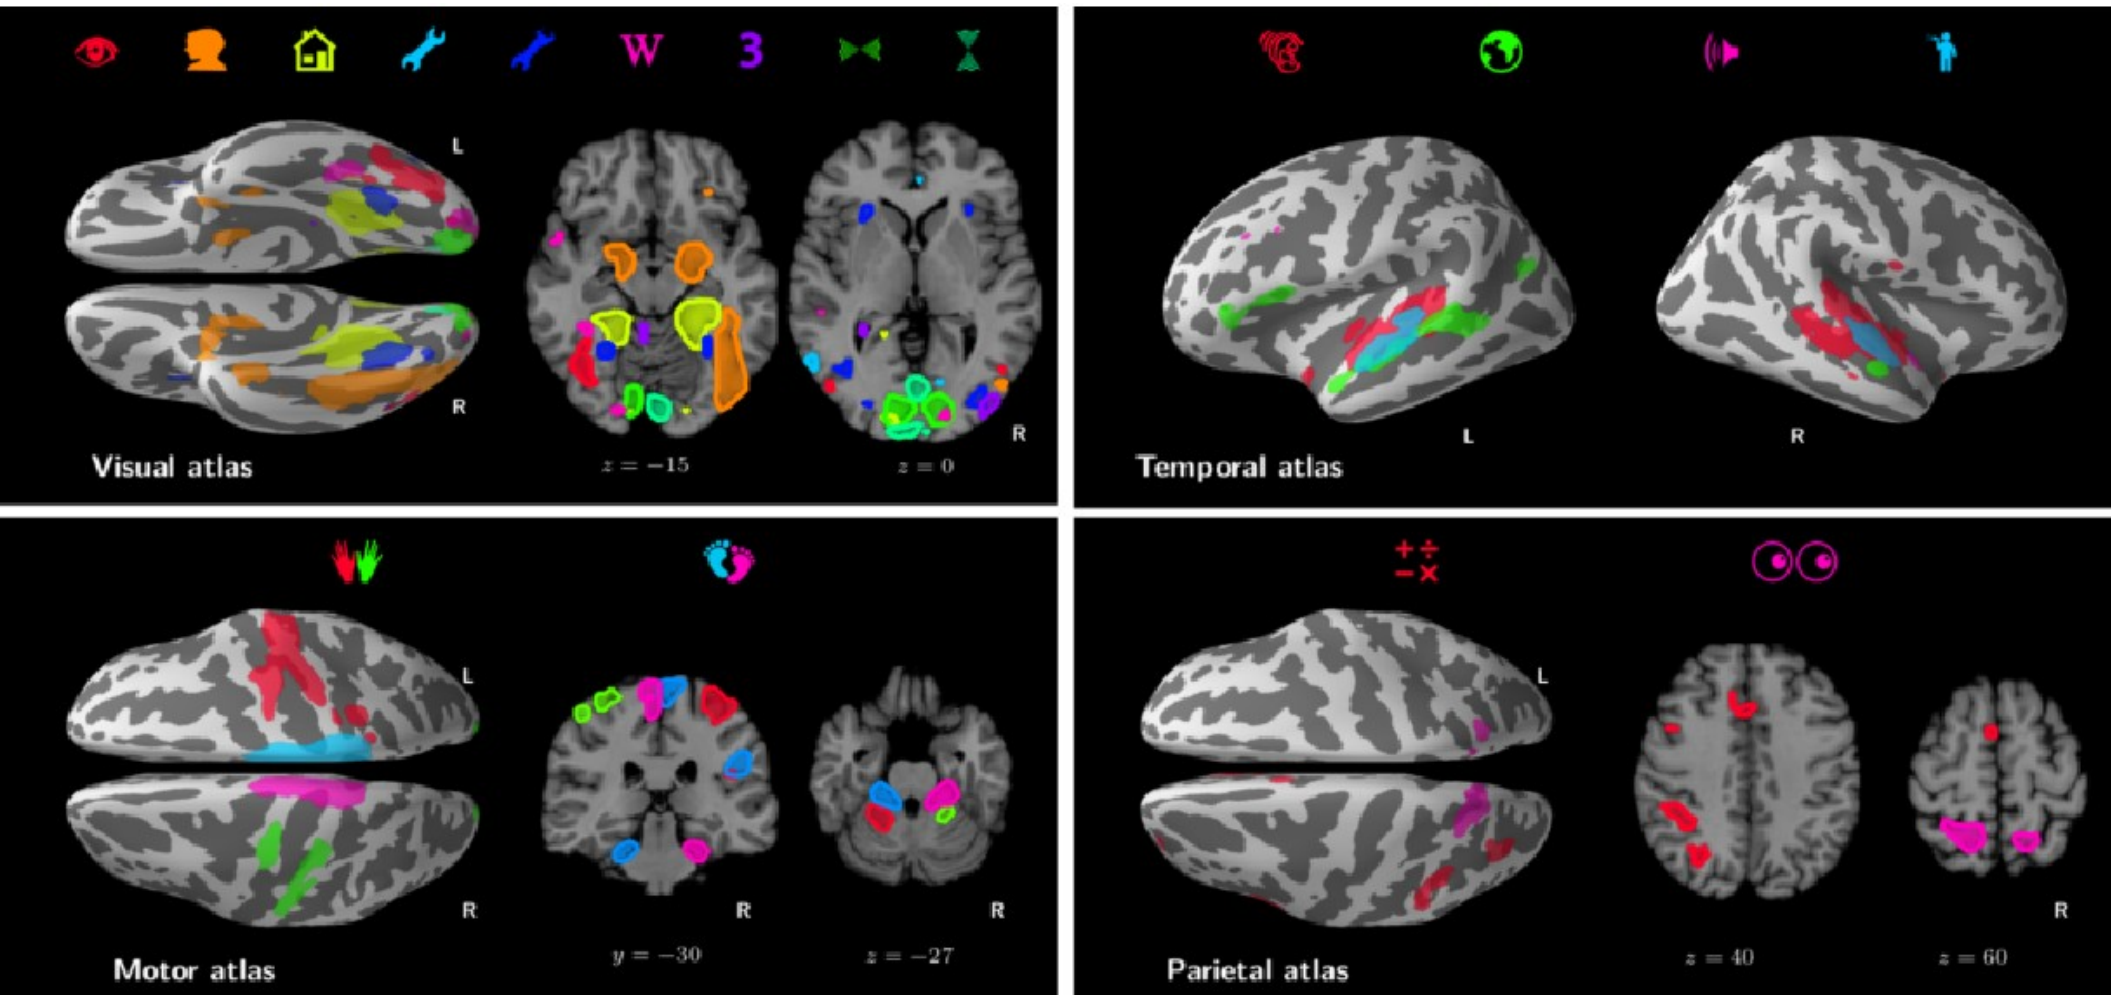 W 3
L
R
R
z = −15 z = 0
Visual atlas
L R
Temporal atlas
L
R
R R
y = −30 z = −27
Motor atlas
+ ÷
− ×
L
R
z = 40 z = 60
Parietal atlas